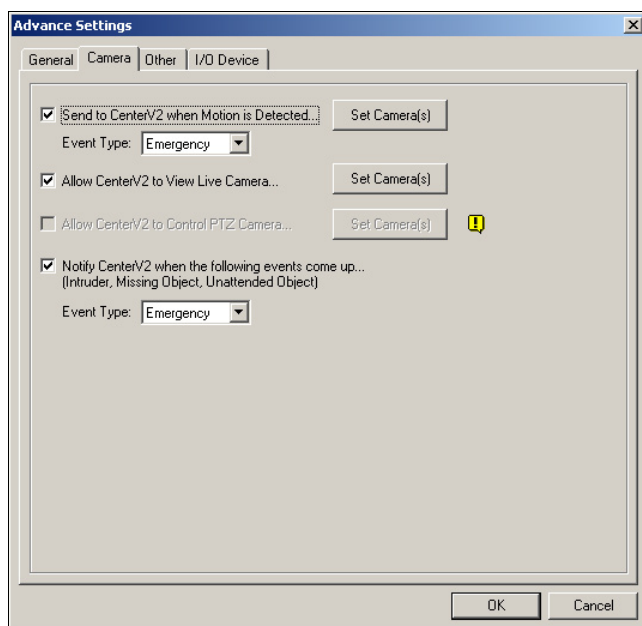 Advance Settings
General Camera Other I/O Device
Send to CenterV2 when Motion is Detected... Set Camera(s)
Event Type: Emergency
Allow CenterV2 to View Live Camera... Set Camera(s)
Allow CenterV2 to Control PTZ Camera... Set Camera(s) !
Notify CenterV2 when the following events come up...
(Intruder, Missing Object, Unattended Object)
Event Type: Emergency
OK Cancel